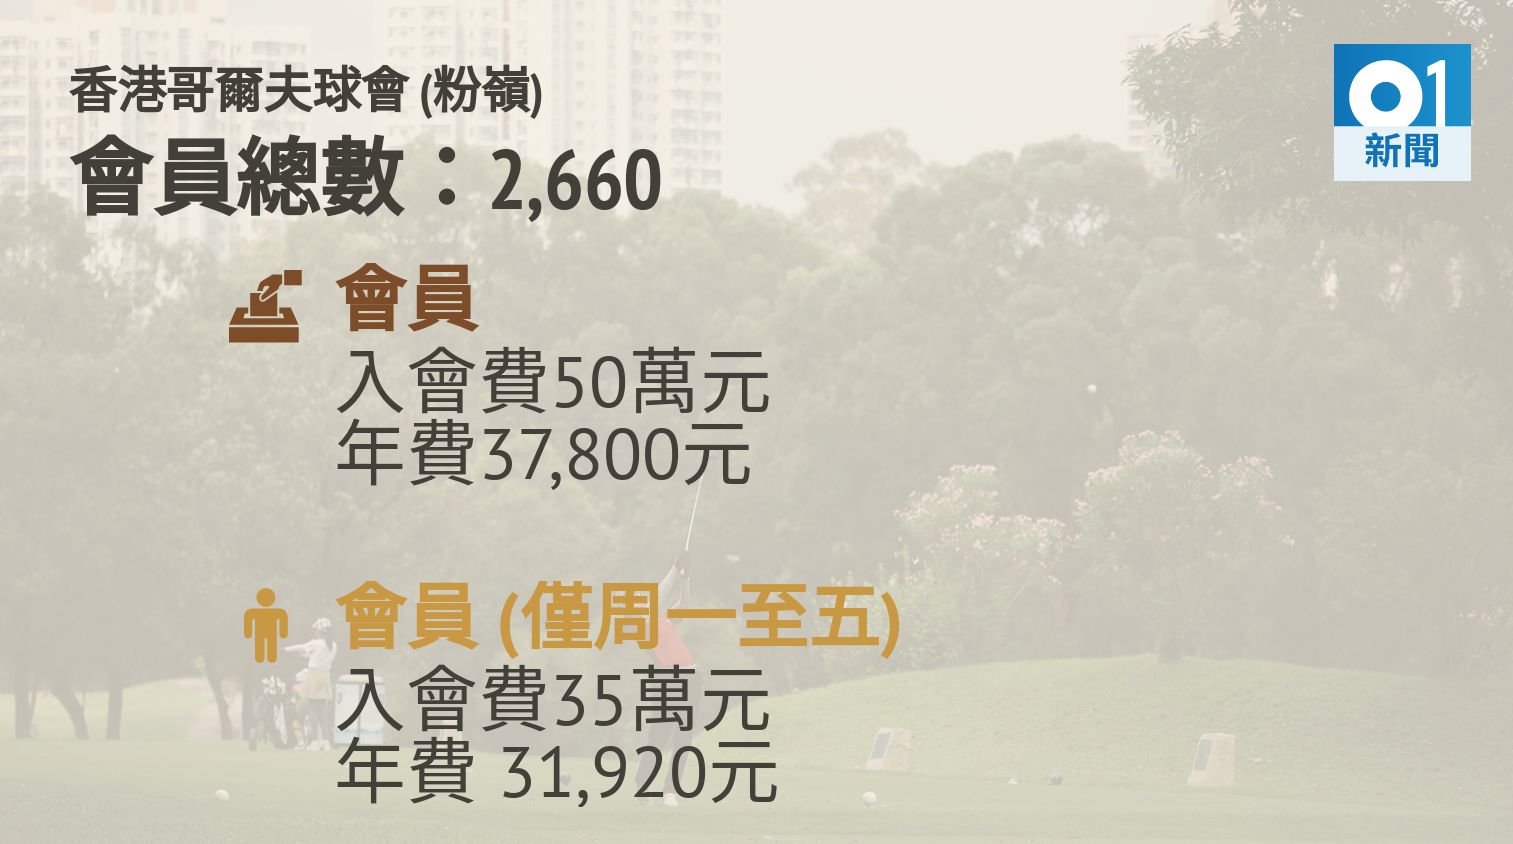 香港哥爾夫球會 (粉嶺)
會員總數：2,660
01
新聞
會員
入會費50萬元
年費37,800元
會員 (僅周一至五)
入會費35萬元
年費 31,920元